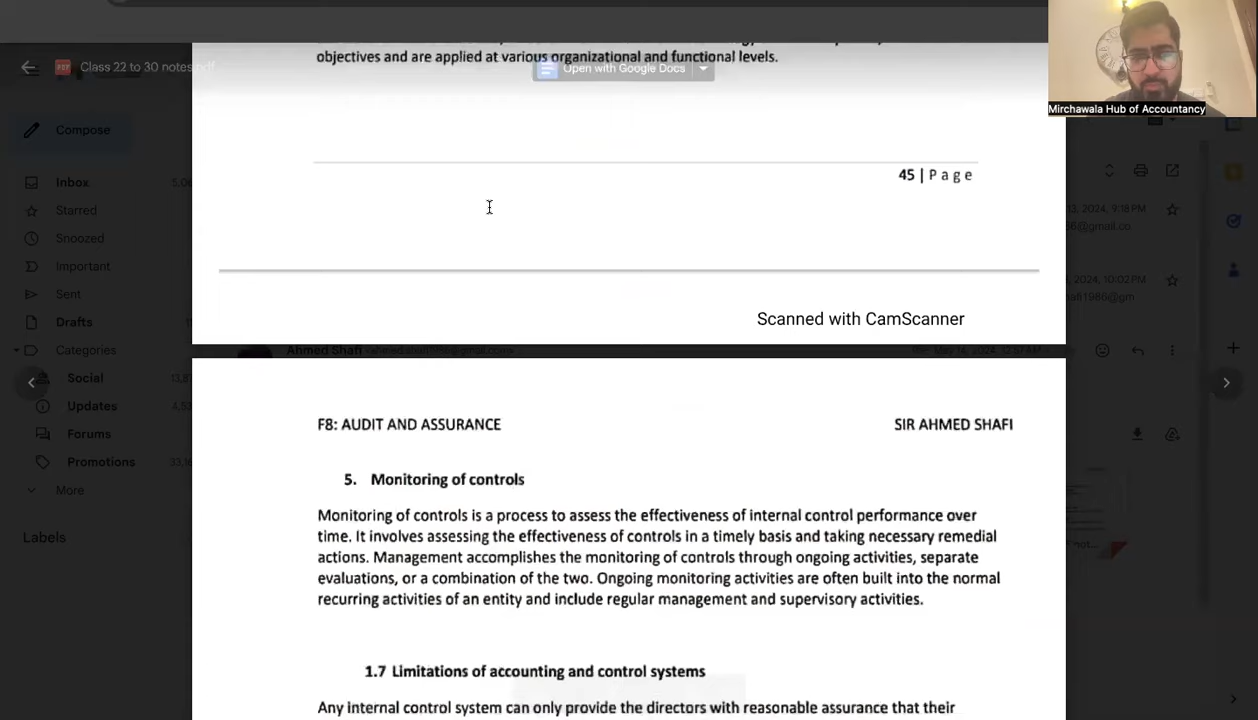 objectives and are applied at various organizational and functional levels.
Class 22 to 30 notes.pdf
Open with Google Docs
Mirchawala Hub of Accountancy
Compose
45 | P a g e
Inbox
Starred
Snoozed
Important
Sent
Drafts
Categories
Social
Updates
Forums
Promotions
More
Labels
Scanned with CamScanner
Ahmed Shafi
F8: AUDIT AND ASSURANCE
SIR AHMED SHAFI
5. Monitoring of controls
Monitoring of controls is a process to assess the effectiveness of internal control performance over
time. It involves assessing the effectiveness of controls in a timely basis and taking necessary remedial
actions. Management accomplishes the monitoring of controls through ongoing activities, separate
evaluations, or a combination of the two. Ongoing monitoring activities are often built into the normal
recurring activities of an entity and include regular management and supervisory activities.
1.7 Limitations of accounting and control systems
Any internal control system can only provide the directors with reasonable assurance that their